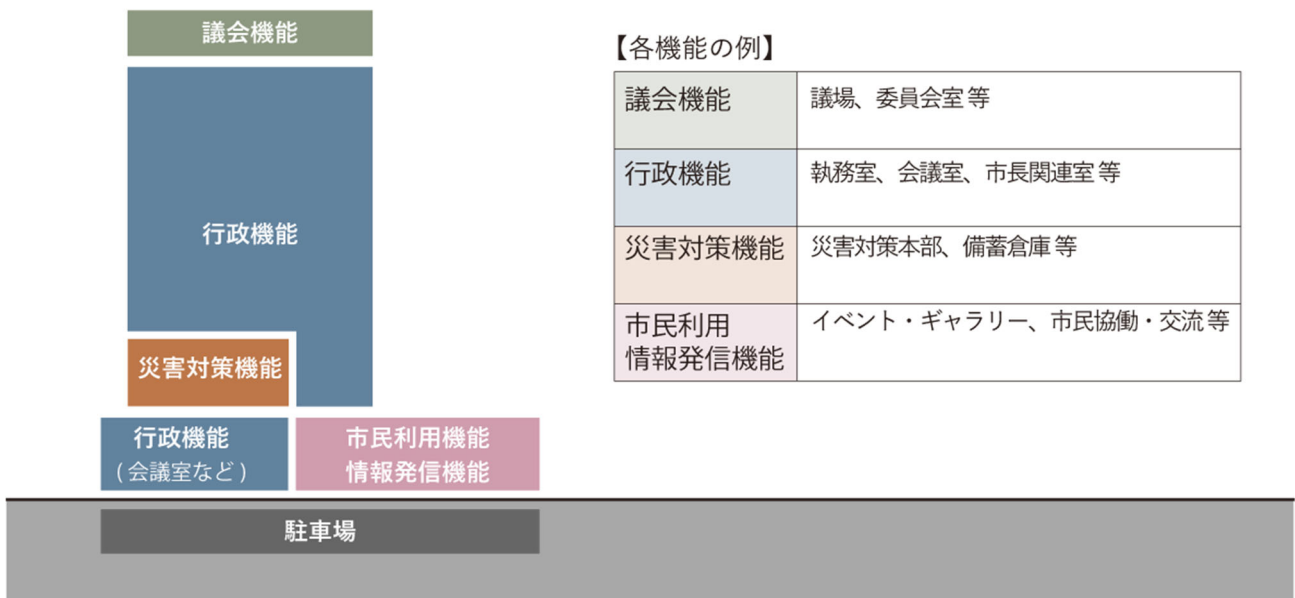 議会機能
行政機能
災害対策機能
行政機能
(会議室など)
市民利用機能
情報発信機能
駐車場
【各機能の例】
議会機能 議場、委員会室 等
行政機能 執務室、会議室、市長関連室 等
災害対策機能 災害対策本部、備蓄倉庫 等
市民利用 イベント・ギャラリー、市民協働・交流 等
情報発信機能